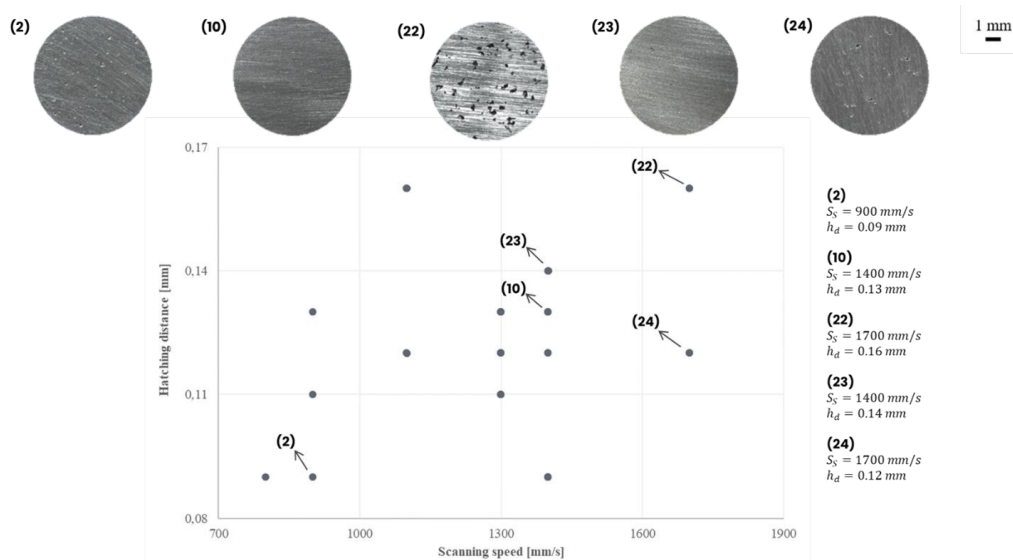 (2)
(10)
(22)
(23)
(24)
1 mm
0,17
0,14
0,11
0,08
Hatching distance [mm]
(22)
(23)
(10)
(24)
(2)
700
1000
1300
1600
1900
Scanning speed [mm/s]
(2)
S_S = 900 mm/s
h_d = 0.09 mm
(10)
S_S = 1400 mm/s
h_d = 0.13 mm
(22)
S_S = 1700 mm/s
h_d = 0.16 mm
(23)
S_S = 1400 mm/s
h_d = 0.14 mm
(24)
S_S = 1700 mm/s
h_d = 0.12 mm